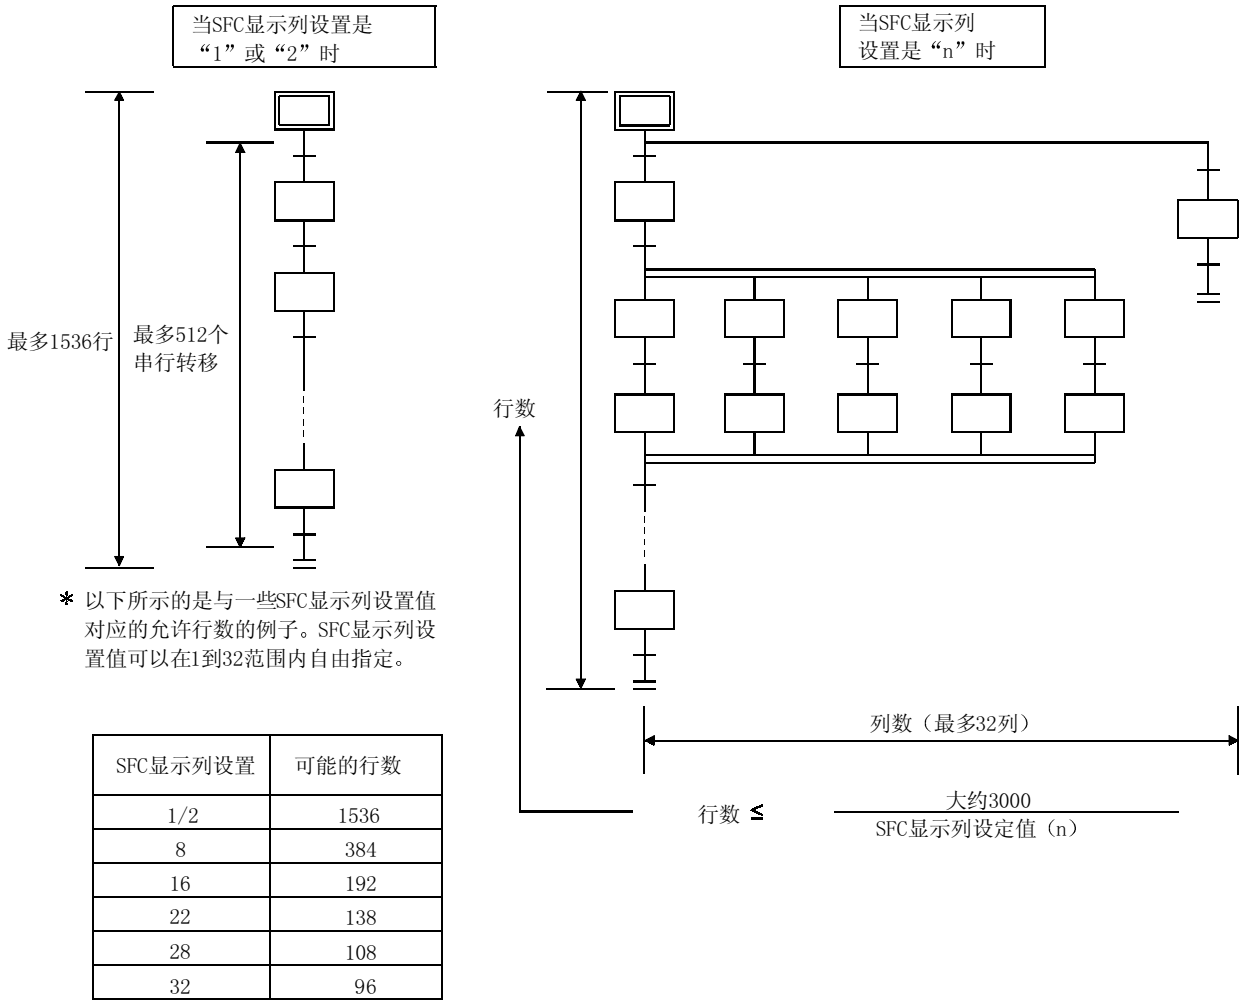 当SFC显示列设置是
“1”或“2”时
当SFC显示列
设置是“n”时
最多1536行
最多512个
串行转移
行数
* 以下所示的是与一些SFC显示列设置值
对应的允许行数的例子。SFC显示列设
置值可以在1到32范围内自由指定。
列数（最多32列）
行数 ≤
大约3000
SFC显示列设定值（n）
SFC显示列设置 可能的行数
1/2 1536
8 384
16 192
22 138
28 108
32 96